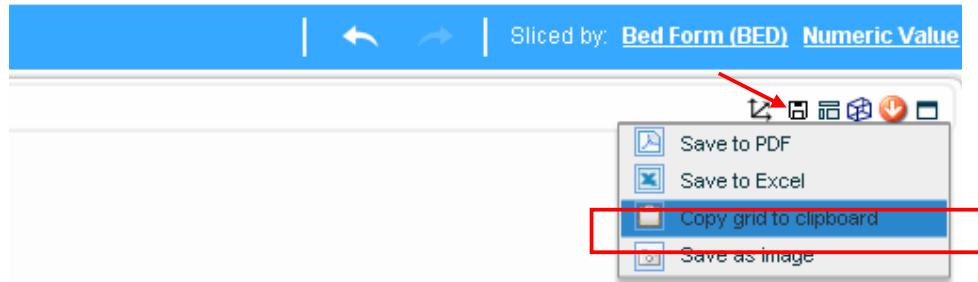 Sliced by: Bed Form (BED) Numeric Value
Save to PDF
Save to Excel
Copy grid to clipboard
Save as image